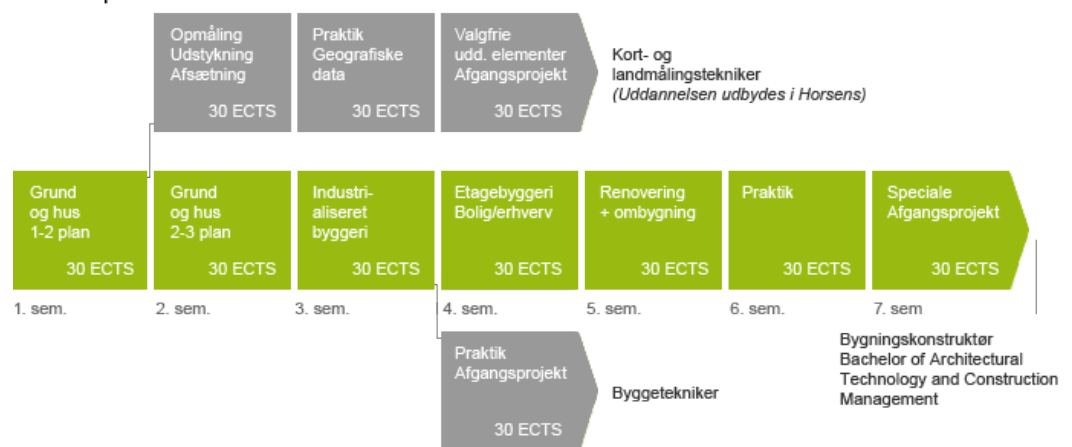 Opmåling
Udstykning
Afsætning
30 ECTS
Praktik
Geografiske
data
30 ECTS
Valgfrie
udd. elementer
Afgangsprojekt
30 ECTS
Kort- og
landmålingstekniker
(Uddannelsen udbydes i Horsens)
Grund
og hus
1-2 plan
30 ECTS
Grund
og hus
2-3 plan
30 ECTS
Industri-
aliseret
byggeri
30 ECTS
Etagebyggeri
Bolig/erhverv
30 ECTS
Renovering
+ ombygning
30 ECTS
Praktik
30 ECTS
Speciale
Afgangsprojekt
30 ECTS
1. sem.
2. sem.
3. sem.
4. sem.
5. sem.
6. sem.
7. sem
Praktik
Afgangsprojekt
30 ECTS
Byggetekniker
Bygningskonstruktør
Bachelor of Architectural
Technology and Construction
Management